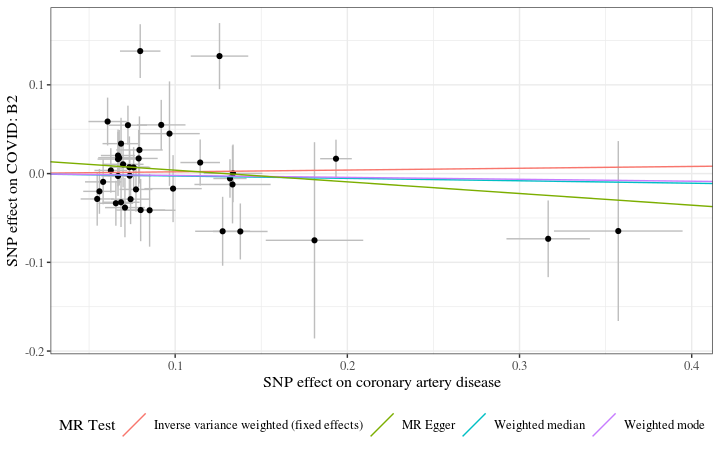 0.1
0.0
-0.1
-0.2
SNP effect on COVID: B2
0.1
0.2
0.3
0.4
SNP effect on coronary artery disease
MR Test
Inverse variance weighted (fixed effects)
MR Egger
Weighted median
Weighted mode